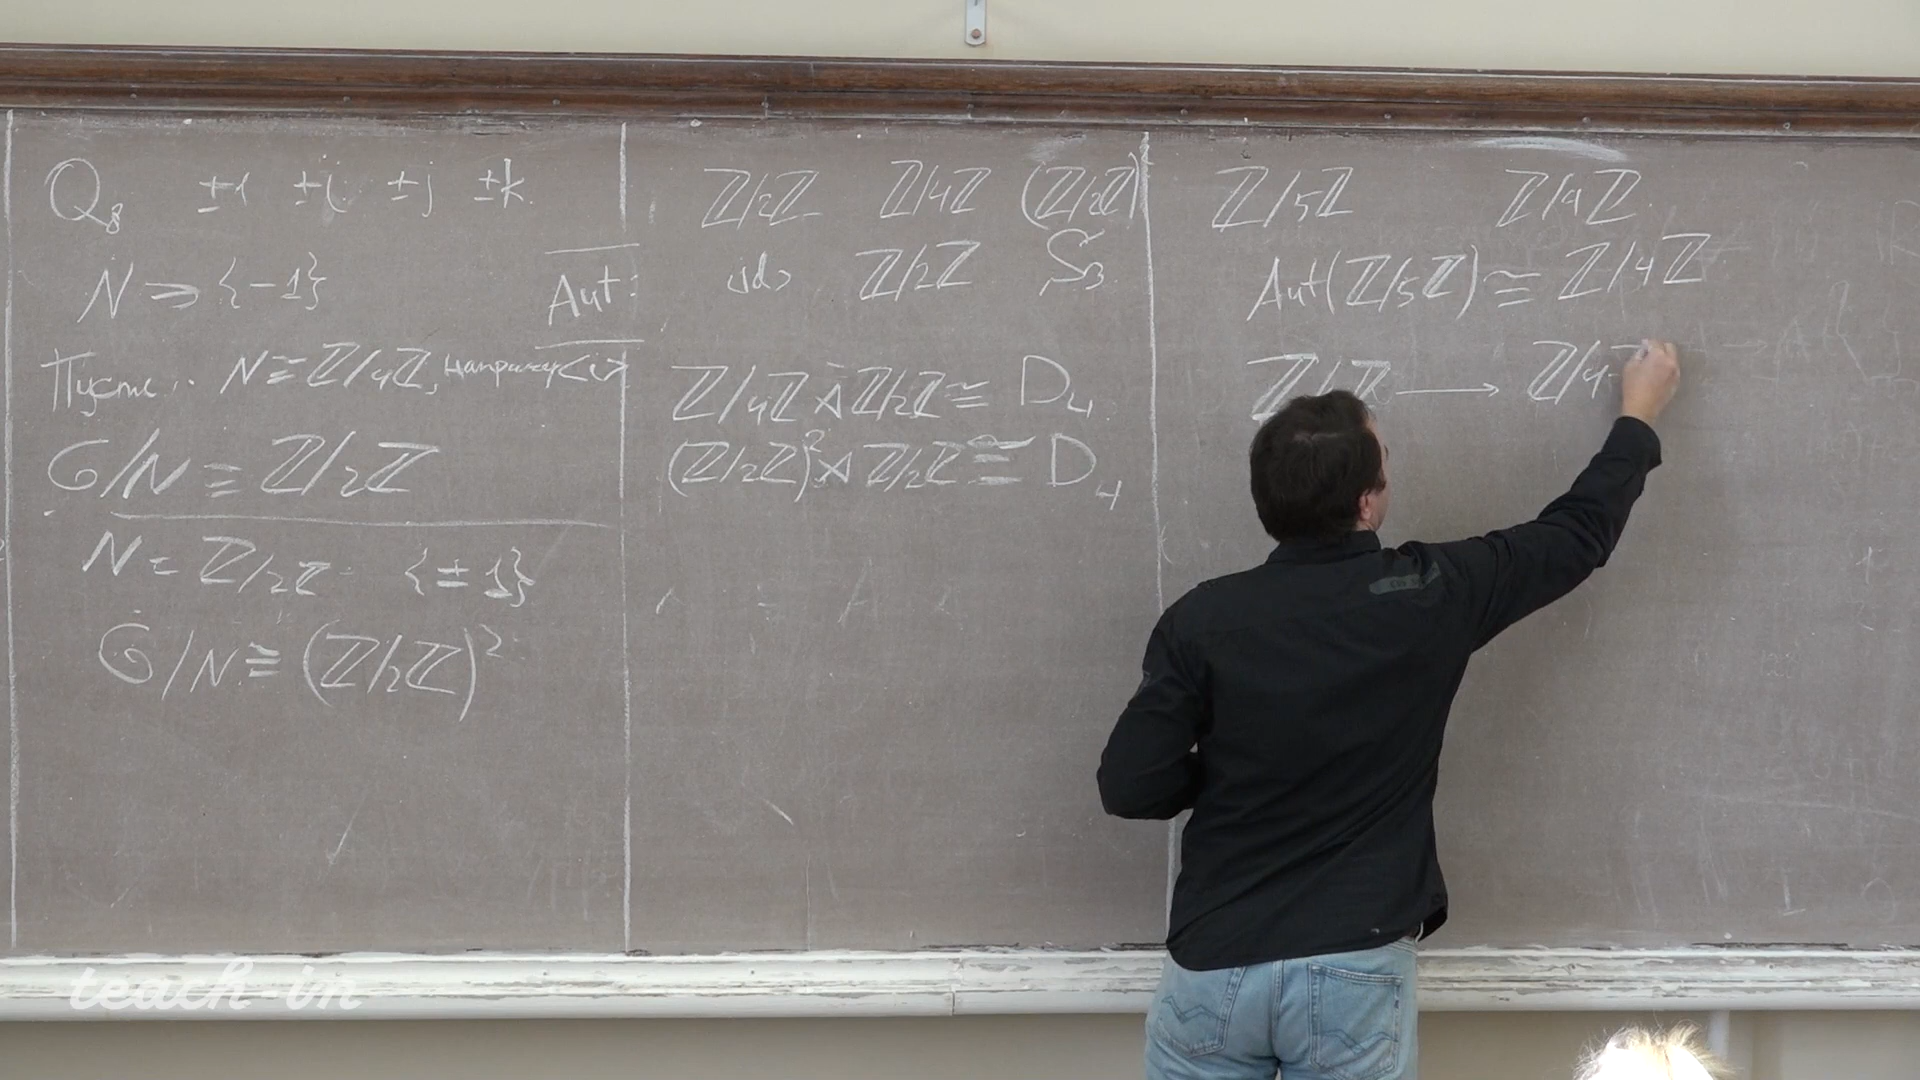 Q₈ ±1 ±i ±j ±k
N → {-1}
Пусть N ≅ ℤ/4ℤ, например <i>
G/N ≅ ℤ/2ℤ
N = ℤ/2ℤ {±1}
G/N ≅ (ℤ/2ℤ)²
ℤ/2ℤ ℤ/4ℤ (ℤ/2ℤ)²
Aut: id ℤ/2ℤ S₃
ℤ/4ℤ ⋊ ℤ/2ℤ ≅ D₄
(ℤ/2ℤ)² ⋊ ℤ/2ℤ ≅ D₄
ℤ/5ℤ ℤ/4ℤ
Aut(ℤ/5ℤ) ≅ ℤ/4ℤ
→ ℤ/4
teach-in